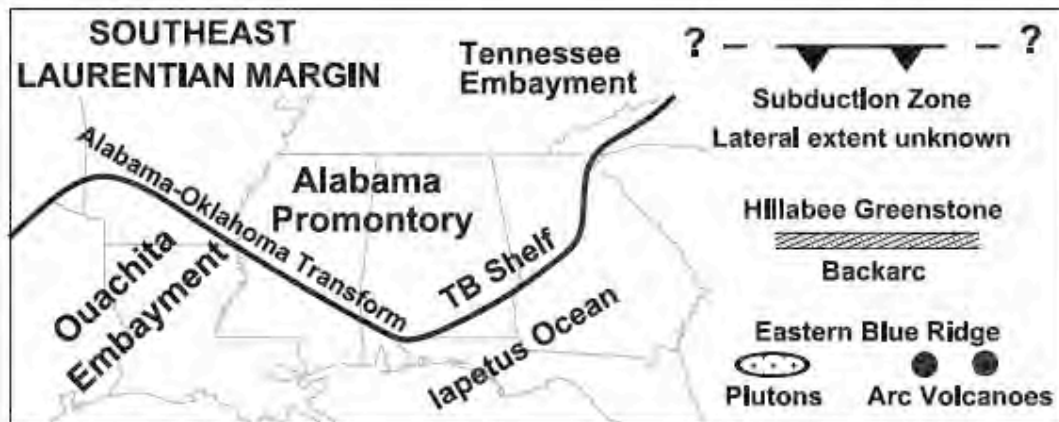 SOUTHEAST
LAURENTIAN MARGIN
Tennessee
Embayment
Alabama-Oklahoma Transform
Alabama
Promontory
Ouachita
Embayment
TB Shelf
Iapetus Ocean
? ?
Subduction Zone
Lateral extent unknown
Hillabee Greenstone
Backarc
Eastern Blue Ridge
Plutons Arc Volcanoes